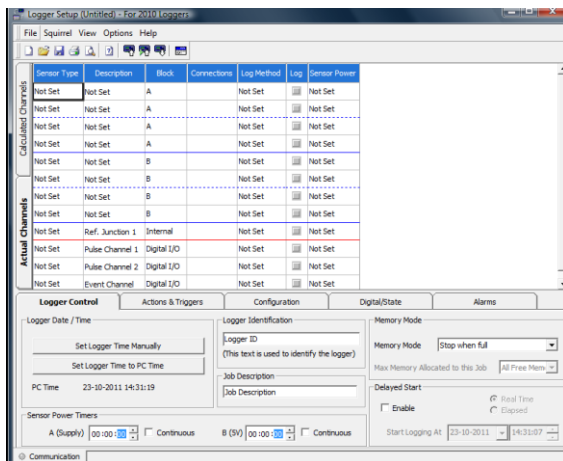 Logger Setup (Untitled) - For 2010 Loggers
File Squirrel View Options Help
Sensor Type Description Block Connections Log Method Log Sensor Power
Not Set Not Set A Not Set Not Set
Not Set Not Set A Not Set Not Set
Not Set Not Set A Not Set Not Set
Not Set Not Set A Not Set Not Set
Not Set Not Set B Not Set Not Set
Not Set Not Set B Not Set Not Set
Not Set Not Set B Not Set Not Set
Not Set Not Set B Not Set Not Set
Not Set Ref. Junction 1 Internal Not Set Not Set
Not Set Pulse Channel 1 Digital I/O Not Set Not Set
Not Set Pulse Channel 2 Digital I/O Not Set Not Set
Not Set Event Channel Digital I/O Not Set Not Set
Calculated Channels
Actual Channels
Logger Control Actions & Triggers Configuration Digital/State Alarms
Logger Date / Time
Set Logger Time Manually
Set Logger Time to PC Time
PC Time 23-10-2011 14:31:19
Logger Identification
Logger ID
(This text is used to identify the logger)
Job Description
Job Description
Memory Mode
Memory Mode Stop when full
Max Memory Allocated to this Job All Free Mem
Delayed Start
Enable
Real Time
Elapsed
Start Logging At 23-10-2011 14:31:07
Sensor Power Timers
A (Supply) 00:00:00 Continuous B (5V) 00:00:00 Continuous
Communication